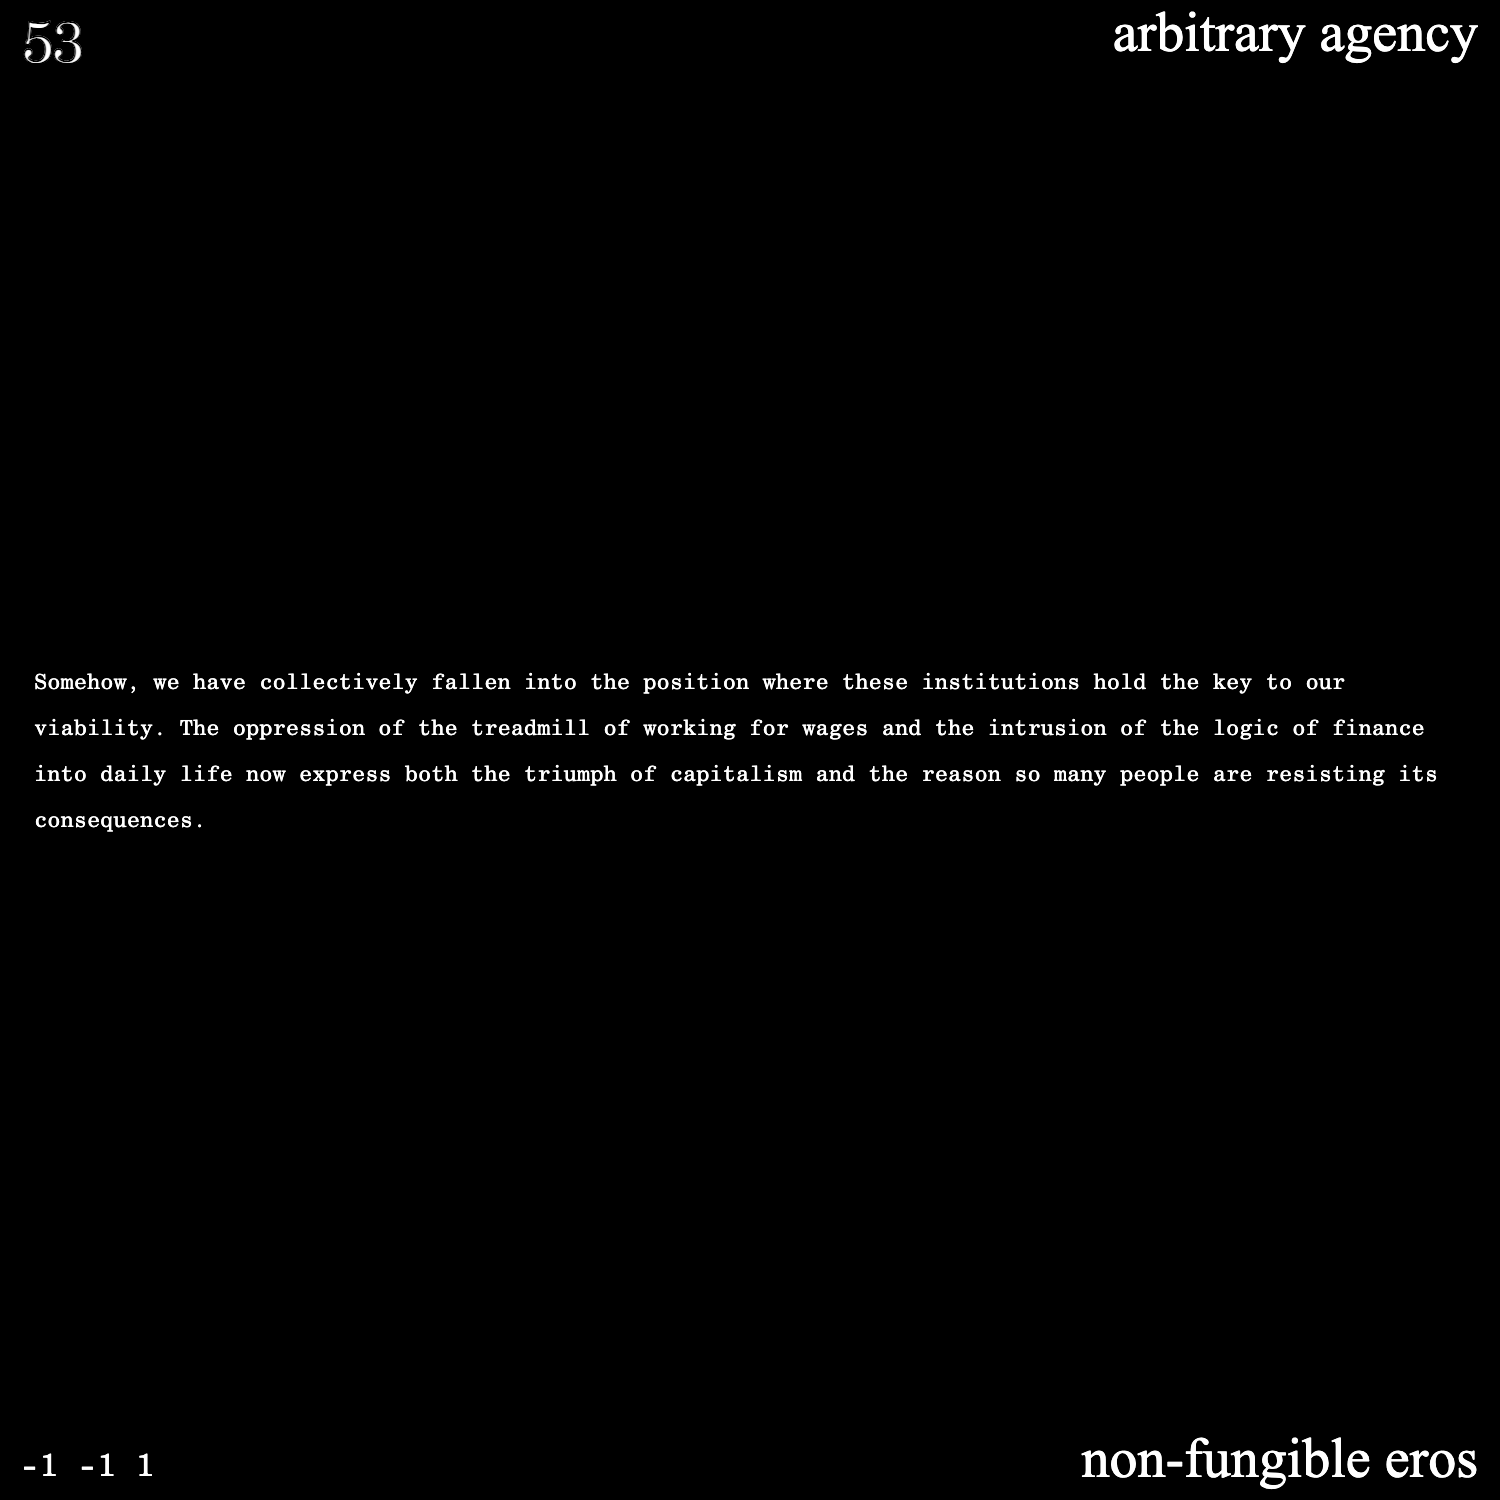 53
arbitrary agency
Somehow, we have collectively fallen into the position where these institutions hold the key to our
viability. The oppression of the treadmill of working for wages and the intrusion of the logic of finance
into daily life now express both the triumph of capitalism and the reason so many people are resisting its
consequences.
-1 -1 1
non-fungible eros